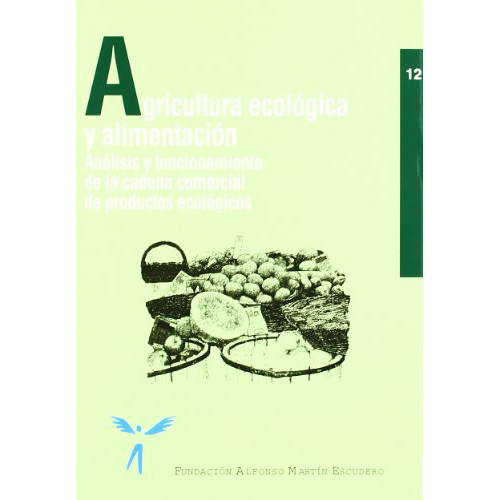 Agricultura ecológica
y alimentación
Análisis y funcionamiento
de la cadena comercial
de productos ecológicos
12
FUNDACIÓN ALFONSO MARTÍN ESCUDERO